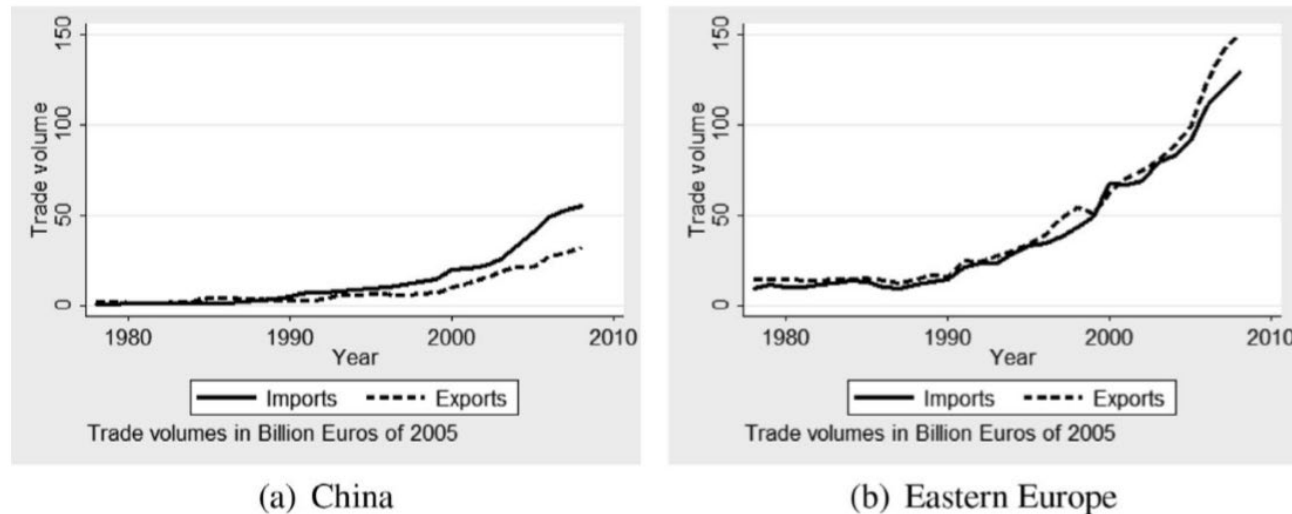 150
100
50
0
Trade volume
1980 1990 2000 2010
Year
Imports Exports
Trade volumes in Billion Euros of 2005
(a) China
150
100
50
0
Trade volume
1980 1990 2000 2010
Year
Imports Exports
Trade volumes in Billion Euros of 2005
(b) Eastern Europe